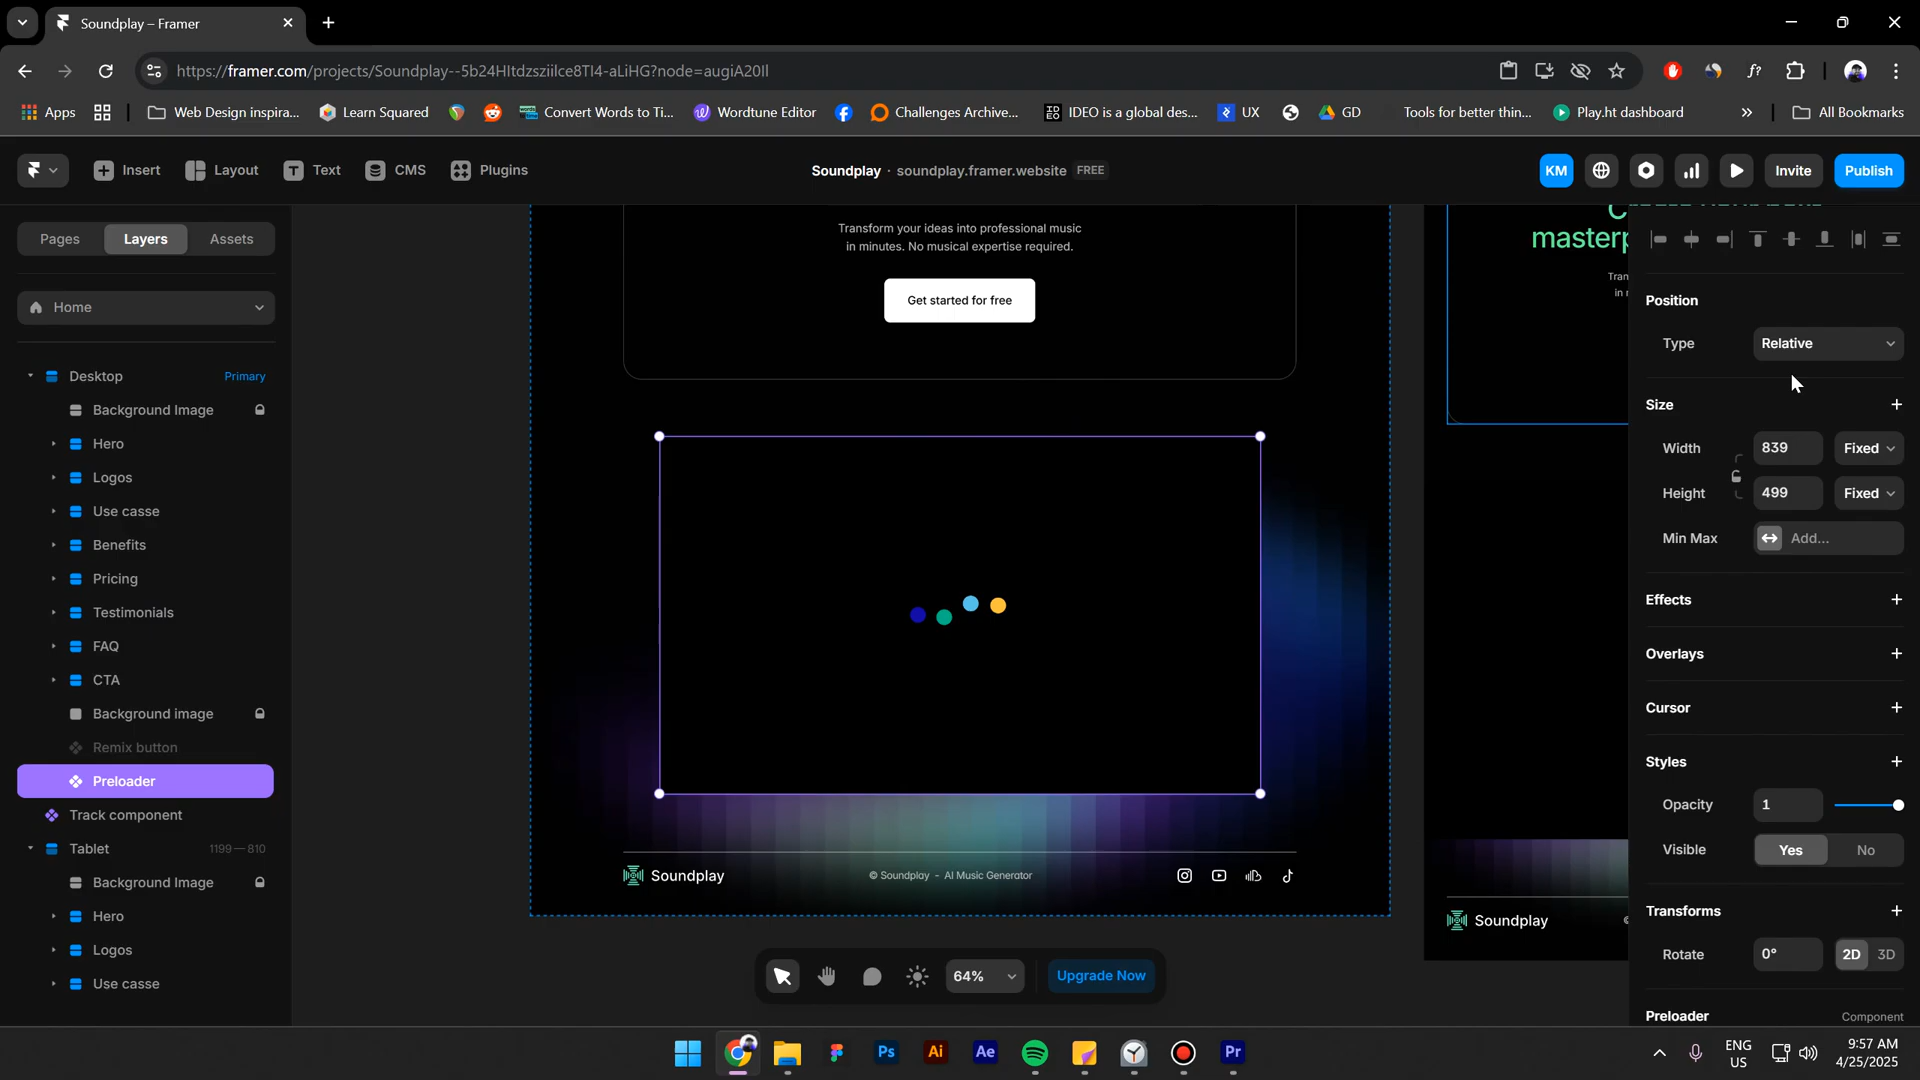 Soundplay – Framer
https://framer.com/projects/Soundplay--5b24HItdzsziilce8TI4-aLiHG?node=augiA20Il
Apps
Web Design inspira...
Learn Squared
Convert Words to Ti...
Wordtune Editor
Challenges Archive...
IDEO is a global des...
UX
GD
Tools for better thin...
Play.ht dashboard
All Bookmarks
Insert
Layout
Text
CMS
Plugins
Soundplay · soundplay.framer.website FREE
KM
Invite
Publish
Pages
Layers
Assets
Home
Desktop Primary
Background Image
Hero
Logos
Use casse
Benefits
Pricing
Testimonials
FAQ
CTA
Background image
Remix button
Preloader
Track component
Tablet 1199 — 810
Background Image
Hero
Logos
Use casse
Transform your ideas into professional music
in minutes. No musical expertise required.
Get started for free
Soundplay
© Soundplay - AI Music Generator
masterp
Tran
in r
Soundplay
64%
Upgrade Now
Position
Type Relative
Size
Width 839 Fixed
Height 499 Fixed
Min Max Add...
Effects
Overlays
Cursor
Styles
Opacity 1
Visible Yes No
Transforms
Rotate 0° 2D 3D
Preloader Component
Ps
Ai
Ae
Pr
ENG
US
9:57 AM
4/25/2025